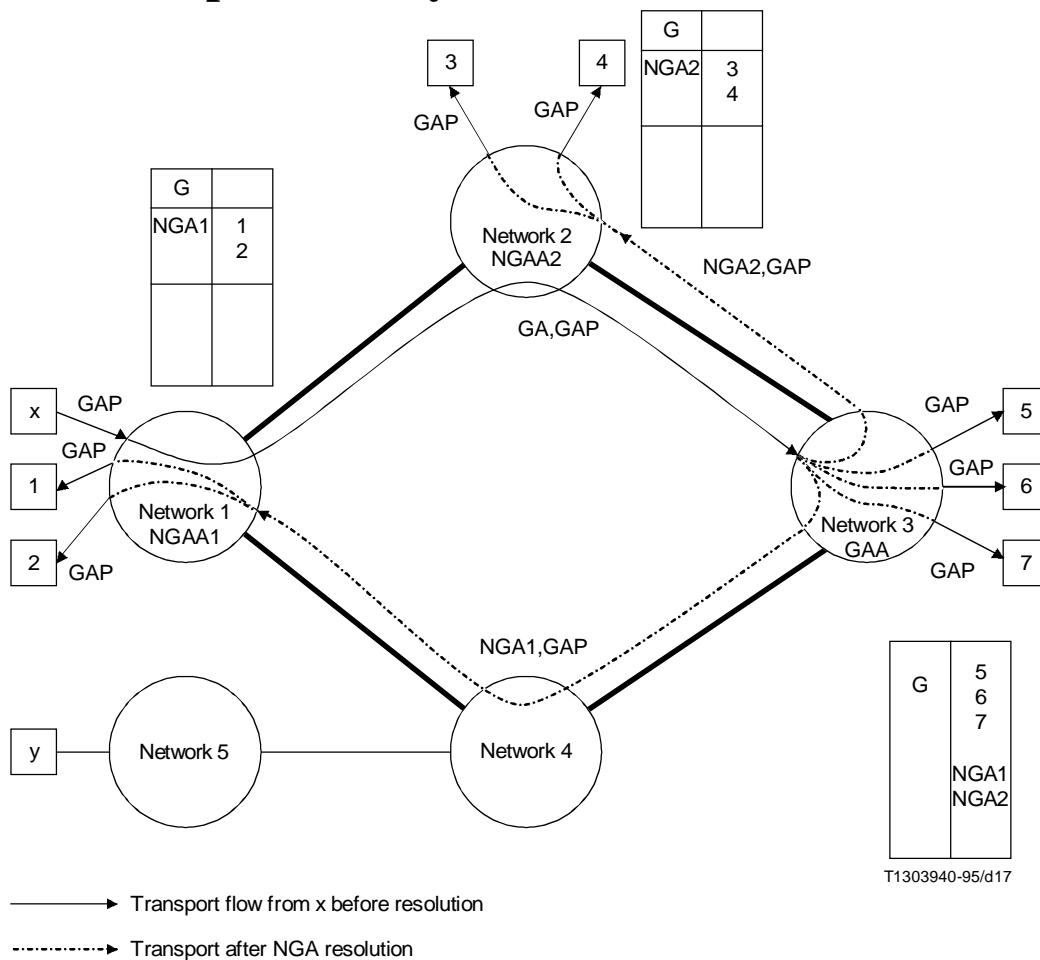 3
4
G
NGA2
3
4
GAP
GAP
G
NGA1
1
2
Network 2
NGAA2
NGA2,GAP
GA,GAP
x
GAP
GAP
5
GAP
1
GAP
6
Network 1
NGAA1
Network 3
GAA
2
GAP
7
GAP
NGA1,GAP
G
5
6
7
NGA1
NGA2
y
Network 5
Network 4
T1303940-95/d17
Transport flow from x before resolution
Transport after NGA resolution